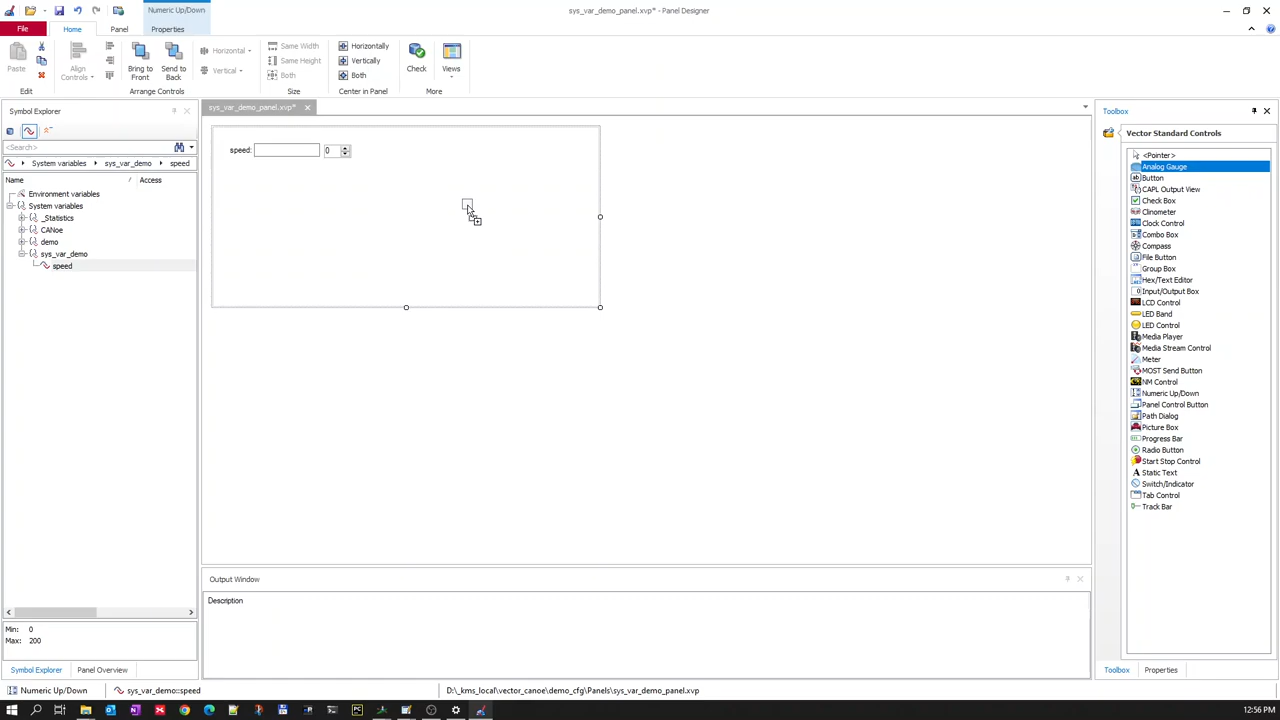 Numeric Up/Down
sys_var_demo_panel.xvp* - Panel Designer
File
Home
Panel
Properties
Paste
Align
Controls
Bring to
Front
Send to
Back
Horizontal
Vertical
Same Width
Same Height
Both
Horizontally
Vertically
Both
Check
Views
Edit
Arrange Controls
Size
Center in Panel
More
Symbol Explorer
<Search>
System variables
sys_var_demo
speed
Name
/
Access
Environment variables
System variables
_Statistics
CANoe
demo
sys_var_demo
speed
Min: 0
Max: 200
Symbol Explorer
Panel Overview
sys_var_demo_panel.xvp*
speed:
0
Output Window
Description
Toolbox
Vector Standard Controls
<Pointer>
Analog Gauge
Button
CAPL Output View
Check Box
Clinometer
Clock Control
Combo Box
Compass
File Button
Group Box
Hex/Text Editor
Input/Output Box
LCD Control
LED Band
LED Control
Media Player
Media Stream Control
Meter
MOST Send Button
NM Control
Numeric Up/Down
Panel Control Button
Path Dialog
Picture Box
Progress Bar
Radio Button
Start Stop Control
Static Text
Switch/Indicator
Tab Control
Track Bar
Toolbox
Properties
Numeric Up/Down
sys_var_demo::speed
D:\_kms_local\vector_canoe\demo_cfg\Panels\sys_var_demo_panel.xvp
12:56 PM